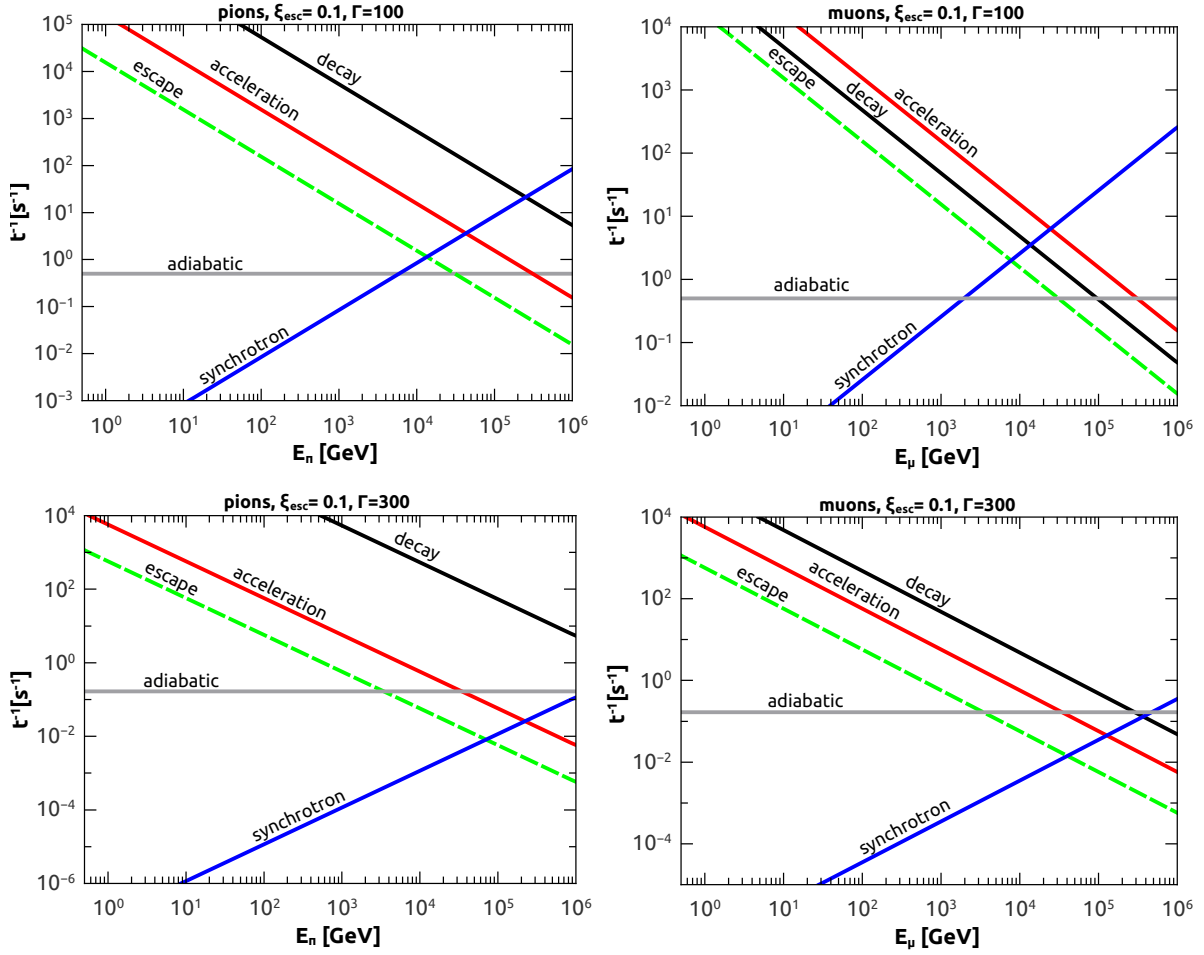 pions, ξesc= 0.1, Γ=100
10⁵
10⁴
10³
10²
10¹
10⁰
10⁻¹
10⁻²
10⁻³
t⁻¹[s⁻¹]
escape
acceleration
decay
adiabatic
synchrotron
10⁰ 10¹ 10² 10³ 10⁴ 10⁵ 10⁶
Eπ [GeV]
muons, ξesc= 0.1, Γ=100
10⁴
10³
10²
10¹
10⁰
10⁻¹
10⁻²
t⁻¹[s⁻¹]
escape
decay
acceleration
adiabatic
synchrotron
10⁰ 10¹ 10² 10³ 10⁴ 10⁵ 10⁶
Eμ [GeV]
pions, ξesc= 0.1, Γ=300
10⁴
10²
10⁰
10⁻²
10⁻⁴
10⁻⁶
t⁻¹[s⁻¹]
escape
acceleration
decay
adiabatic
synchrotron
10⁰ 10¹ 10² 10³ 10⁴ 10⁵ 10⁶
Eπ [GeV]
muons, ξesc= 0.1, Γ=300
10⁴
10²
10⁰
10⁻²
10⁻⁴
t⁻¹[s⁻¹]
escape
acceleration
decay
adiabatic
synchrotron
10⁰ 10¹ 10² 10³ 10⁴ 10⁵ 10⁶
Eμ [GeV]